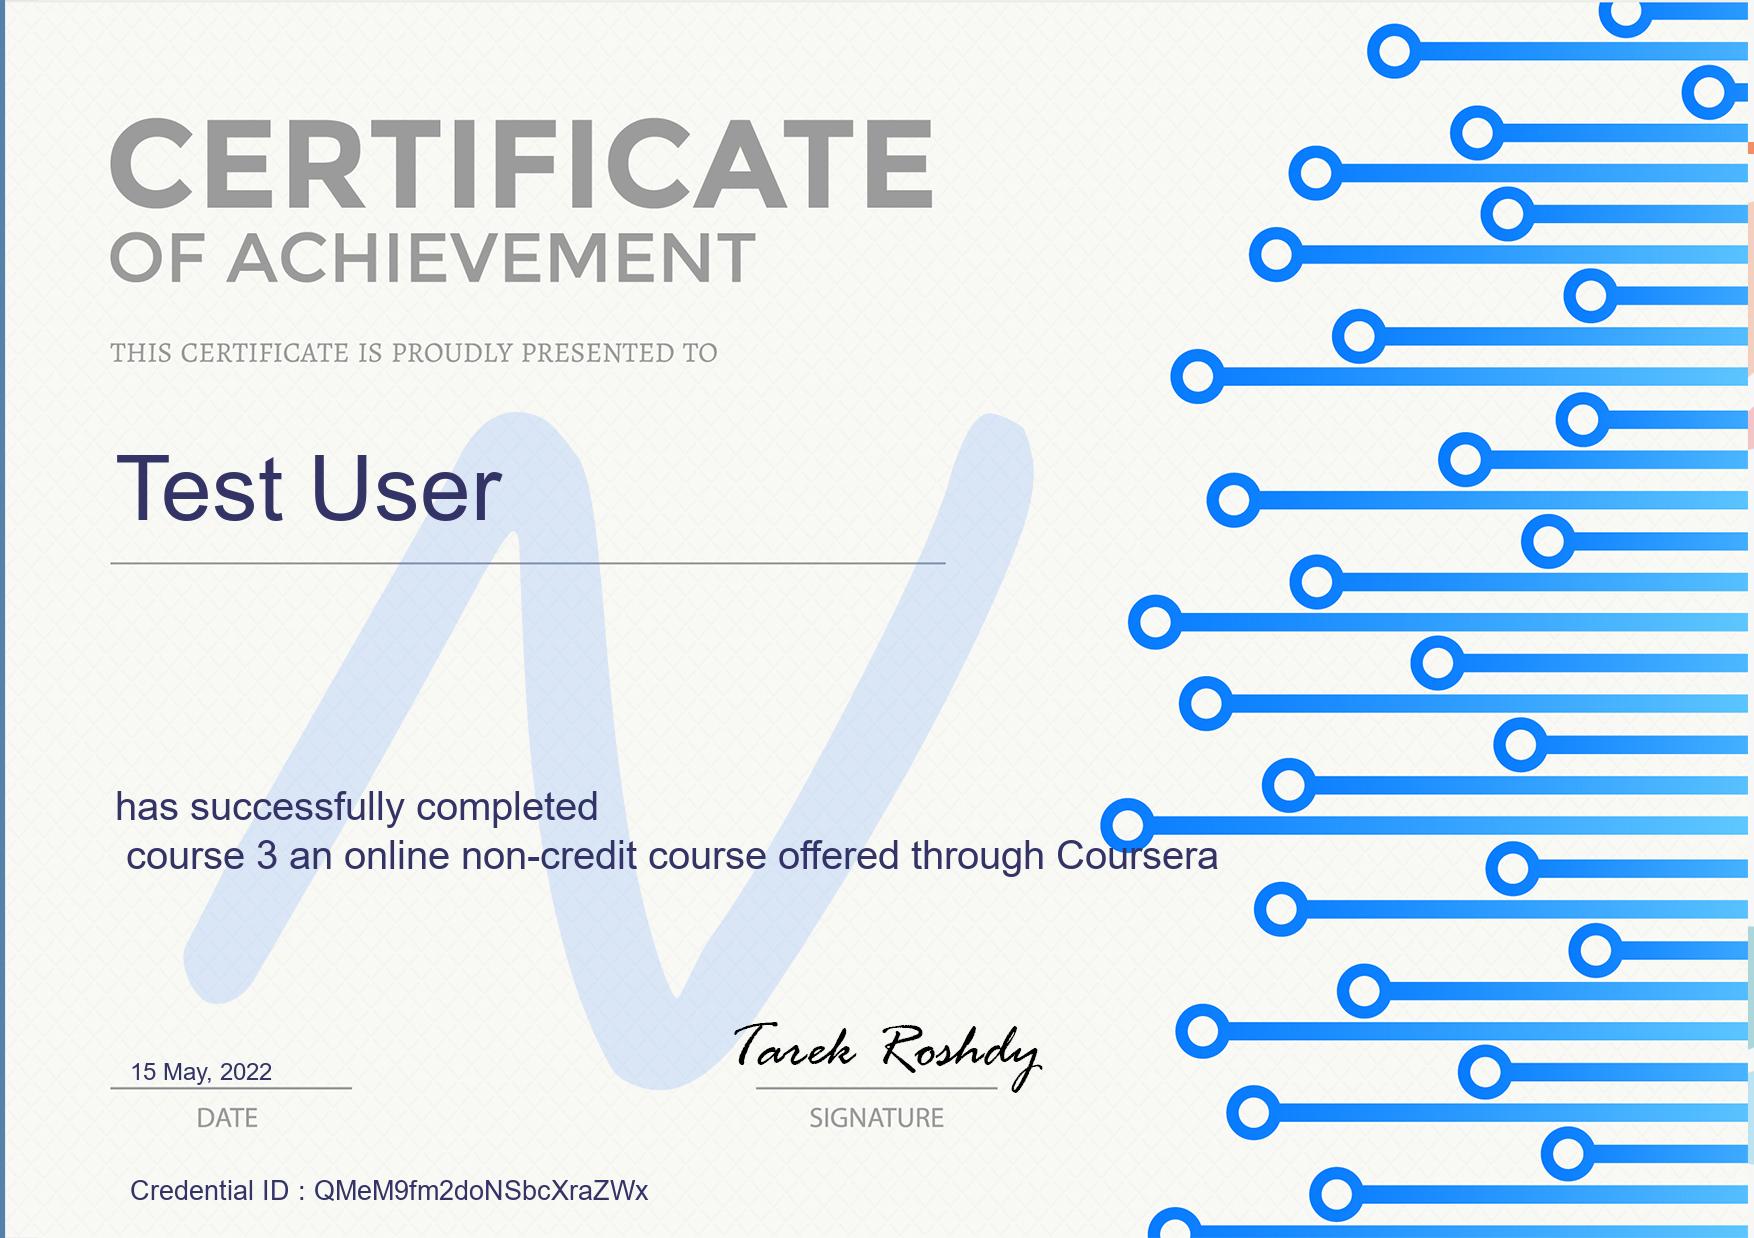 CERTIFICATE
OF ACHIEVEMENT
THIS CERTIFICATE IS PROUDLY PRESENTED TO
Test User
has successfully completed
course 3 an online non-credit course offered through Coursera
Tarek Roshdy
15 May, 2022
DATE
SIGNATURE
Credential ID : QMeM9fm2doNSbcXraZWx